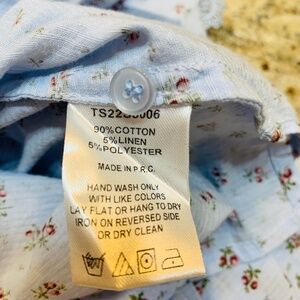 90%COTTON
5%LINEN
5%POLYESTER
MADE IN P.R.C.
HAND WASH ONLY
WITH LIKE COLORS
LAY FLAT OR HANG TO DRY
IRON ON REVERSED SIDE
OR DRY CLEAN